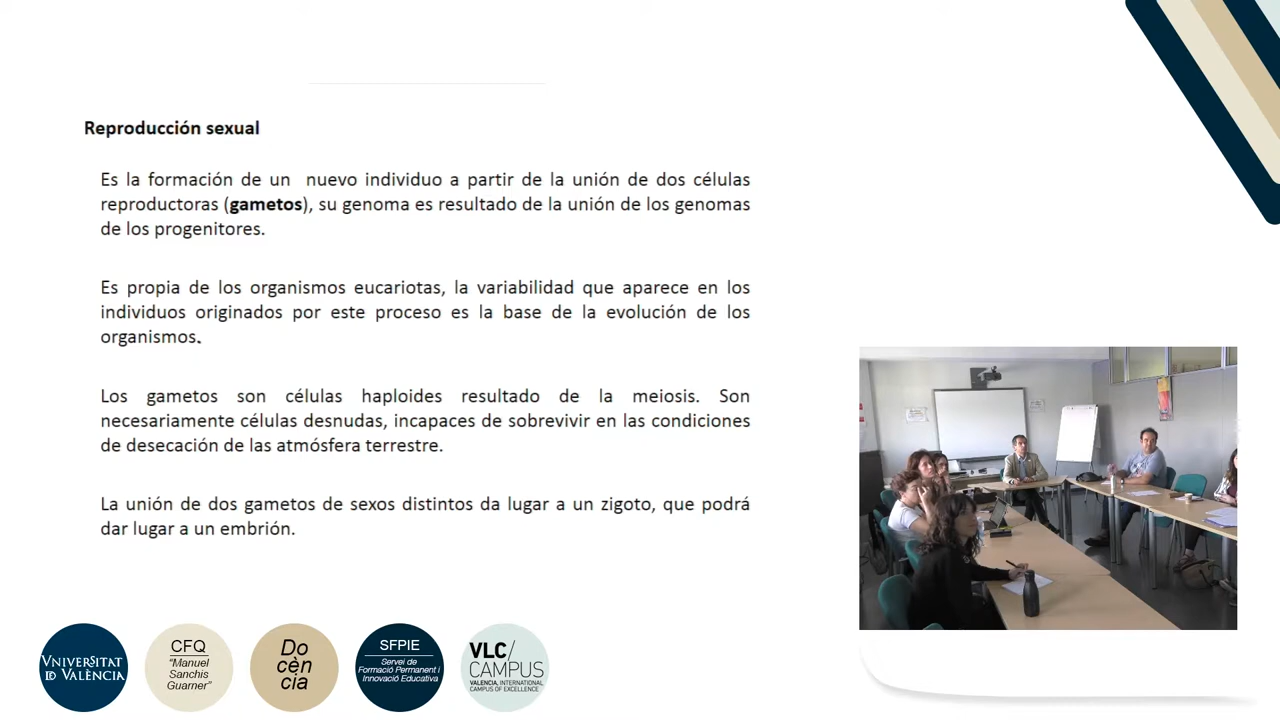 Reproducción sexual
Es la formación de un nuevo individuo a partir de la unión de dos células
reproductoras (gametos), su genoma es resultado de la unión de los genomas
de los progenitores.
Es propia de los organismos eucariotas, la variabilidad que aparece en los
individuos originados por este proceso es la base de la evolución de los
organismos.
Los gametos son células haploides resultado de la meiosis. Son
necesariamente células desnudas, incapaces de sobrevivir en las condiciones
de desecación de las atmósfera terrestre.
La unión de dos gametos de sexos distintos da lugar a un zigoto, que podrá
dar lugar a un embrión.
VNIVERSITAT
ID VALÈNCIA
CFQ
"Manuel
Sanchis
Guarner"
Do
cèn
cia
SFPIE
Servei de
Formació Permanent i
Innovació Educativa
VLC/
CAMPUS
VALENCIA, INTERNATIONAL
CAMPUS OF EXCELLENCE